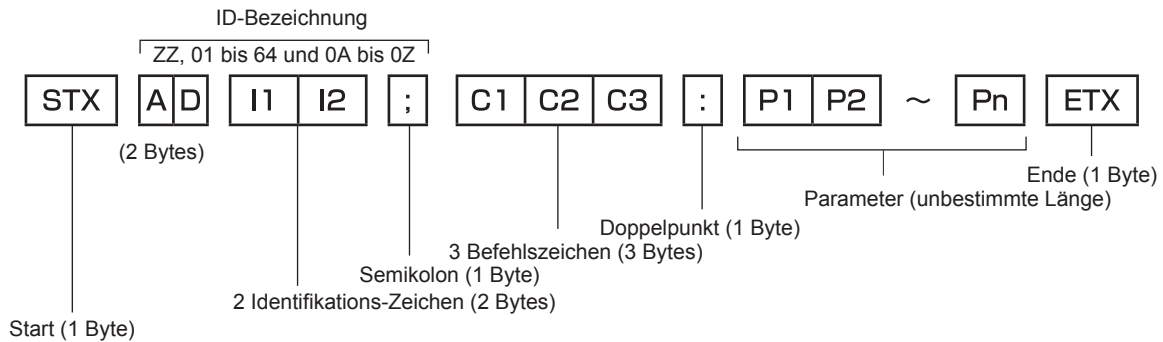 ID-Bezeichnung
ZZ, 01 bis 64 und 0A bis 0Z
STX A D I1 I2 ; C1 C2 C3 : P1 P2 ~ Pn ETX
(2 Bytes)
Ende (1 Byte)
Parameter (unbestimmte Länge)
Doppelpunkt (1 Byte)
3 Befehlszeichen (3 Bytes)
Semikolon (1 Byte)
2 Identifikations-Zeichen (2 Bytes)
Start (1 Byte)